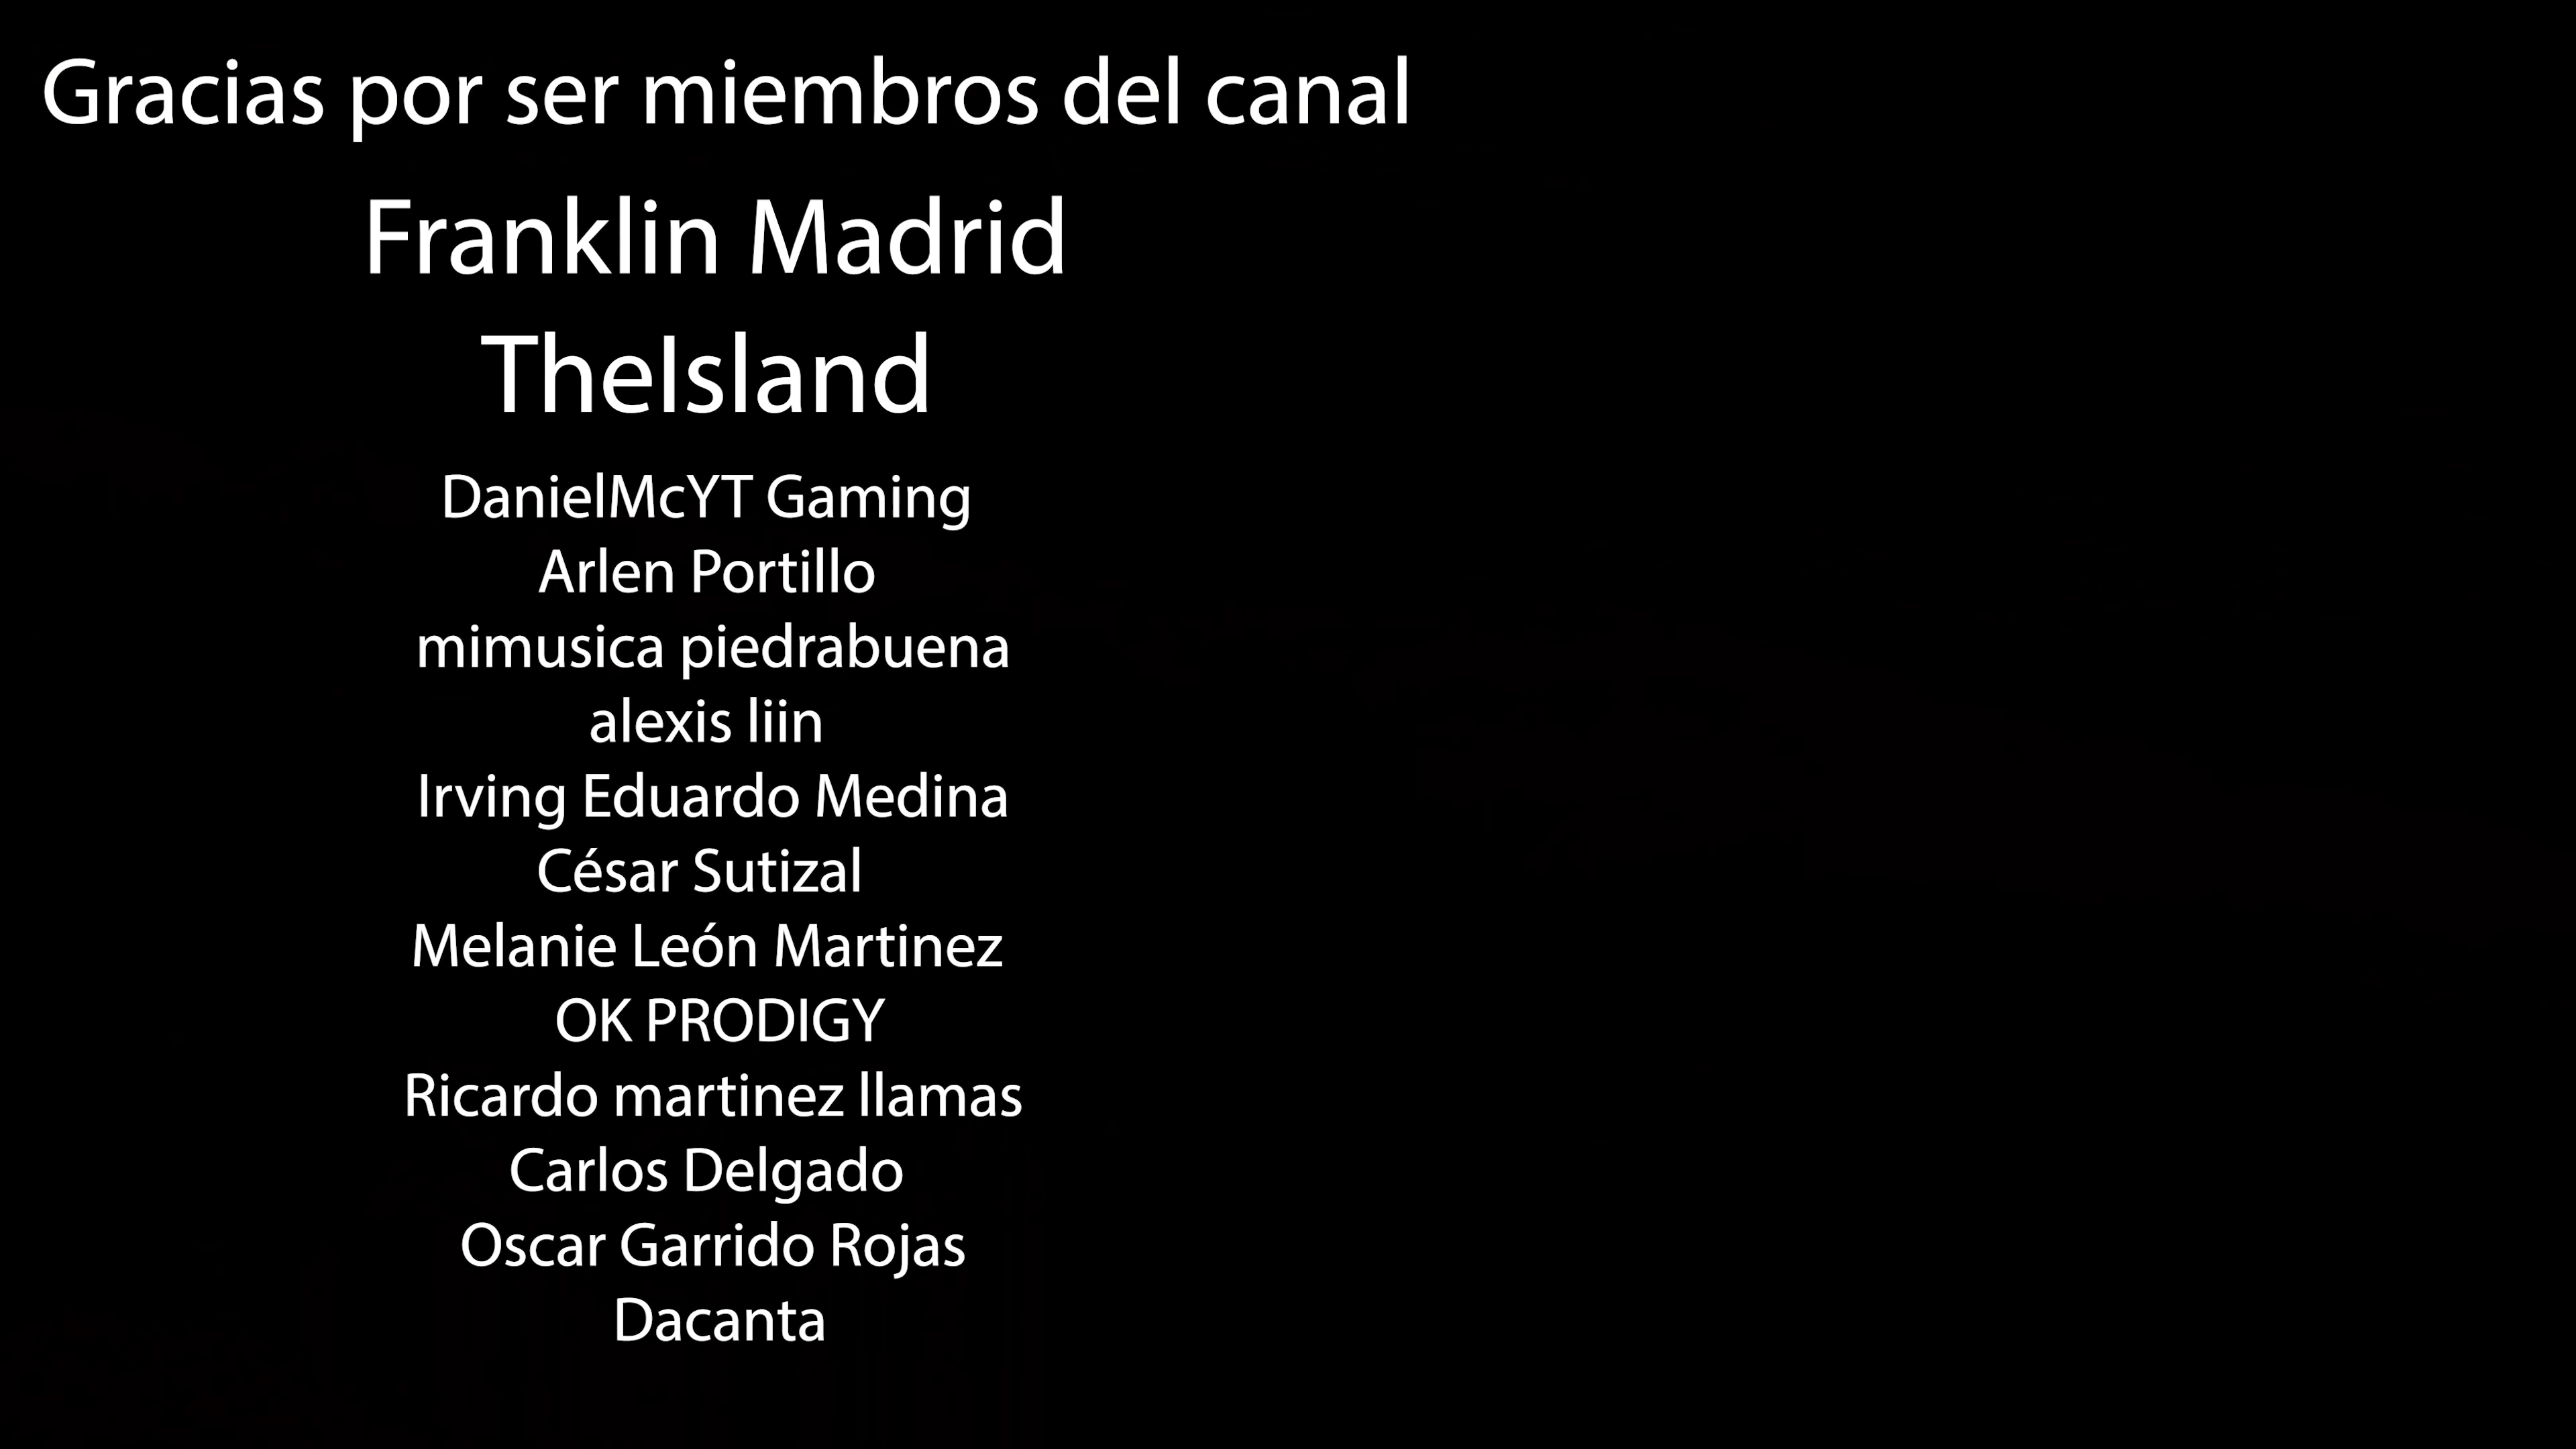 Gracias por ser miembros del canal
Franklin Madrid
TheIsland
DanielMcYT Gaming
Arlen Portillo
mimusica piedrabuena
alexis liin
Irving Eduardo Medina
César Sutizal
Melanie León Martinez
OK PRODIGY
Ricardo martinez llamas
Carlos Delgado
Oscar Garrido Rojas
Dacanta